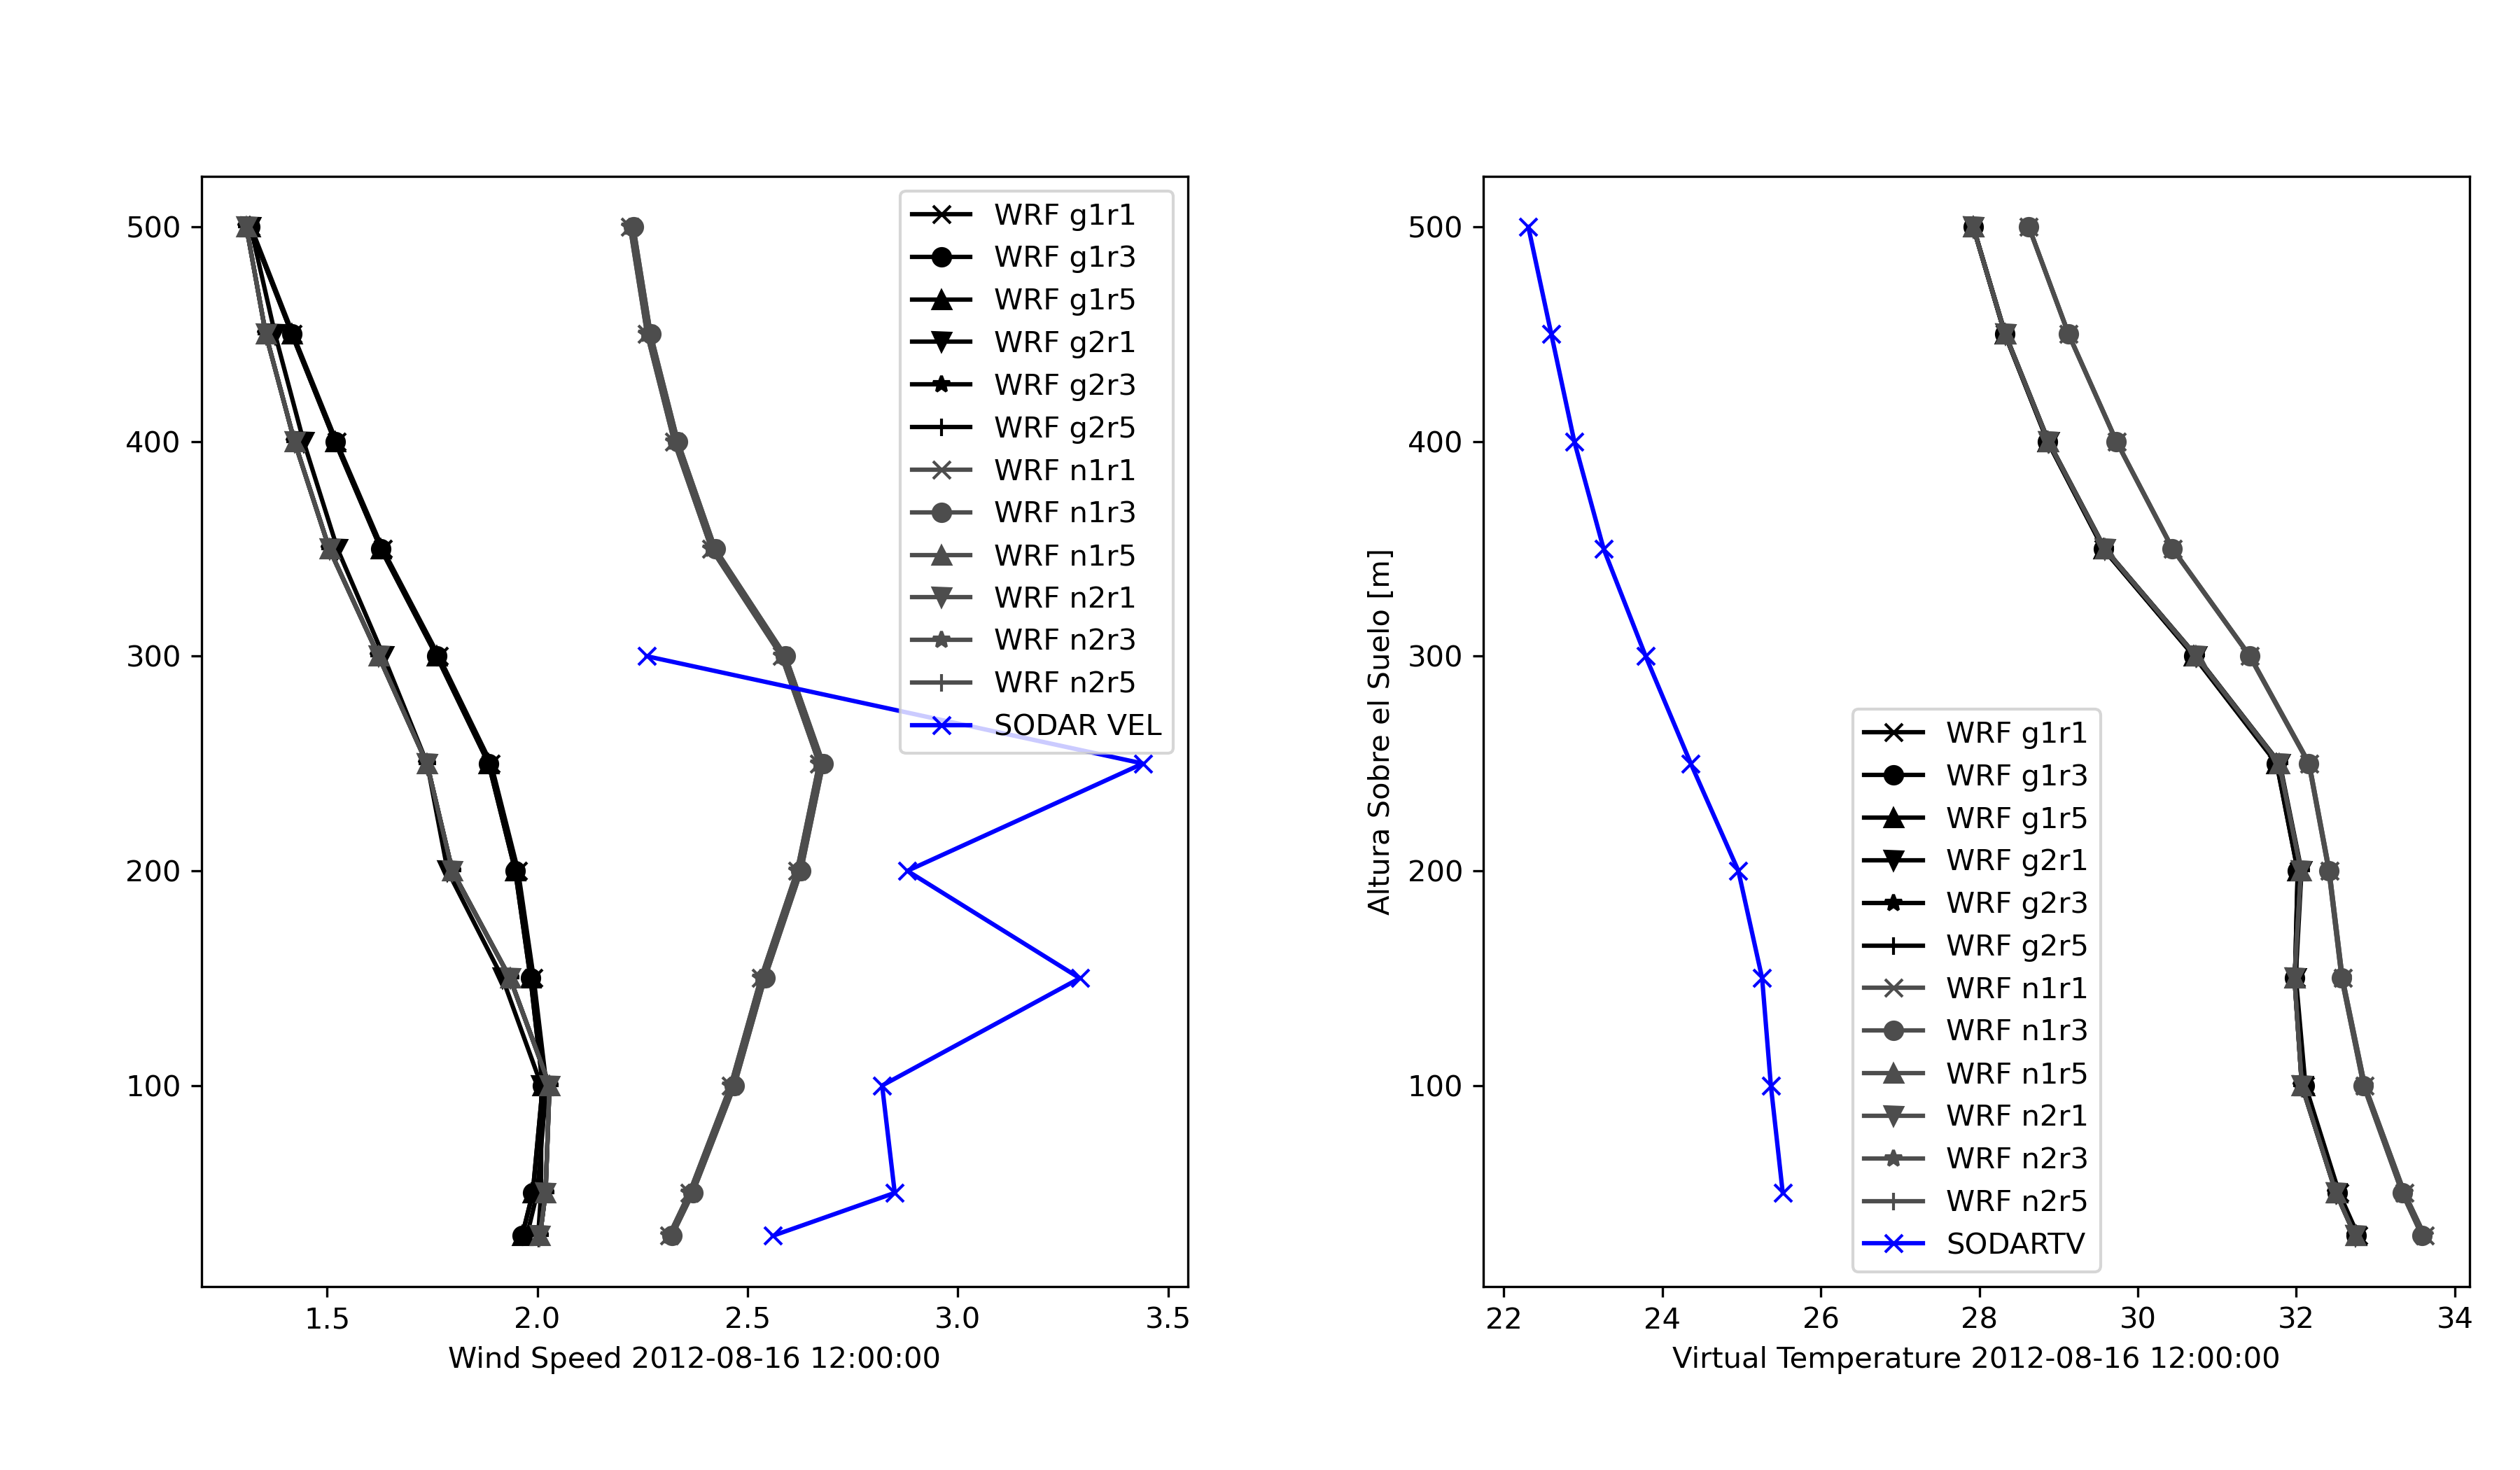 500
400
300
200
100
1.5
2.0
2.5
3.0
3.5
Wind Speed 2012-08-16 12:00:00
WRF g1r1
WRF g1r3
WRF g1r5
WRF g2r1
WRF g2r3
WRF g2r5
WRF n1r1
WRF n1r3
WRF n1r5
WRF n2r1
WRF n2r3
WRF n2r5
SODAR VEL
Altura Sobre el Suelo [m]
500
400
300
200
100
22
24
26
28
30
32
34
Virtual Temperature 2012-08-16 12:00:00
WRF g1r1
WRF g1r3
WRF g1r5
WRF g2r1
WRF g2r3
WRF g2r5
WRF n1r1
WRF n1r3
WRF n1r5
WRF n2r1
WRF n2r3
WRF n2r5
SODARTV